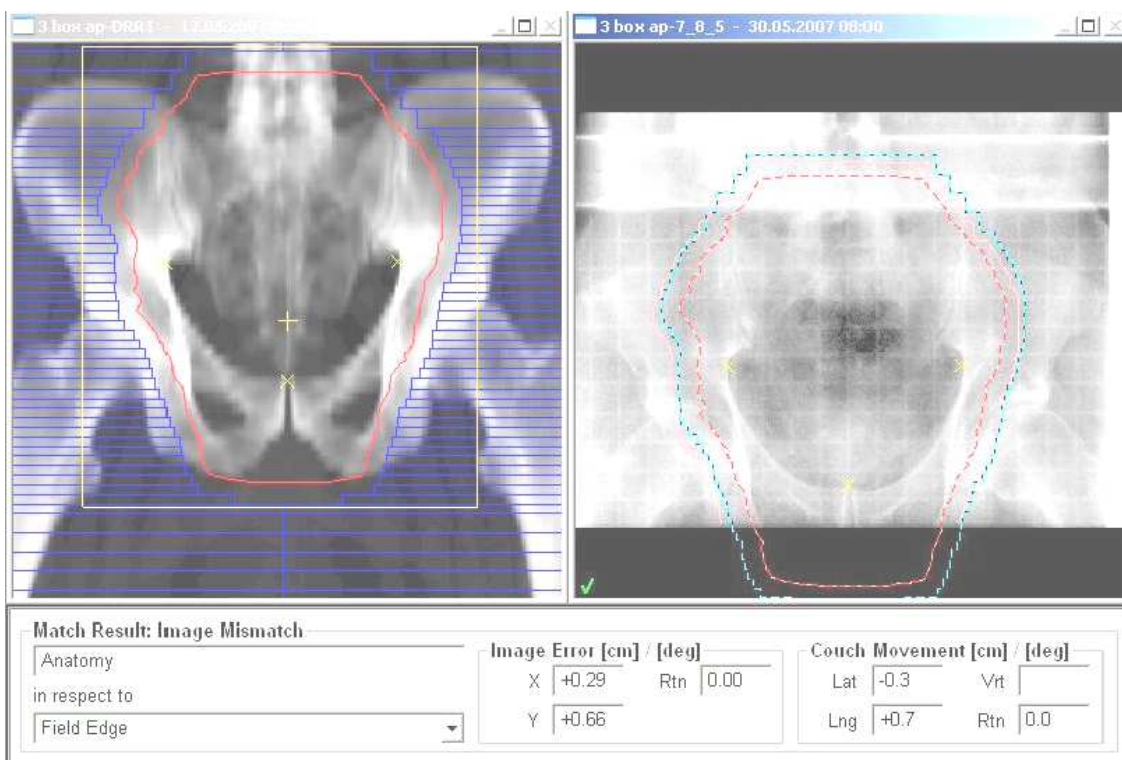 3 box ap-DRR1
3 box ap-7_8_5 - 30.05.2007 08:00
Match Result: Image Mismatch
Anatomy
in respect to
Field Edge
Image Error [cm] / [deg]
X +0.29 Rtn 0.00
Y +0.66
Couch Movement [cm] / [deg]
Lat -0.3 Vrt
Lng +0.7 Rtn 0.0